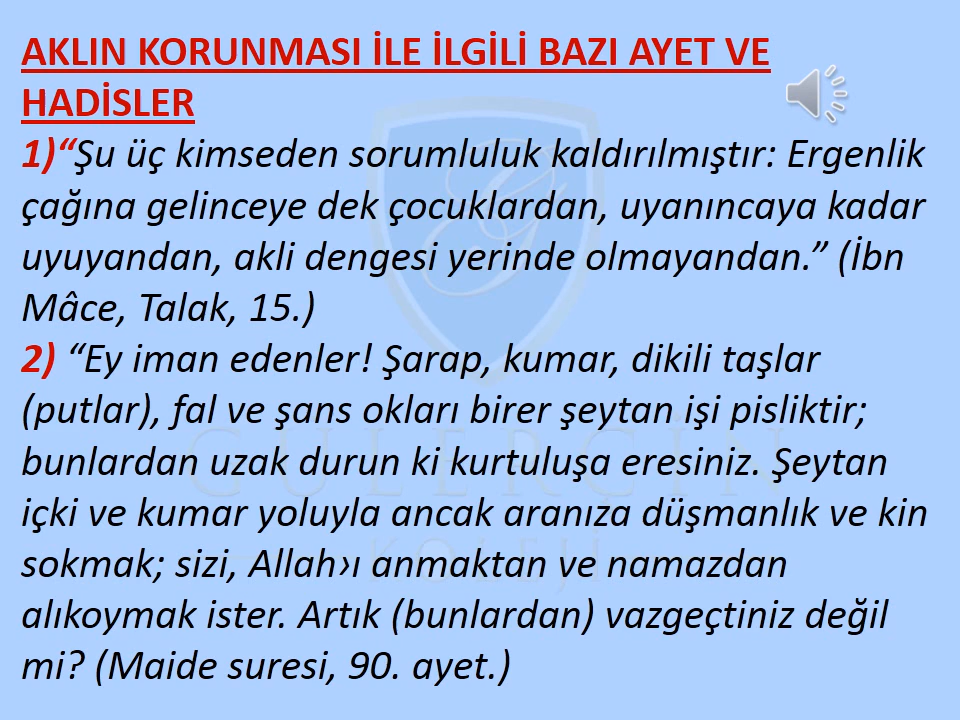 AKLIN KORUNMASI İLE İLGİLİ BAZI AYET VE
HADİSLER
1)“Şu üç kimseden sorumluluk kaldırılmıştır: Ergenlik
çağına gelinceye dek çocuklardan, uyanıncaya kadar
uyuyandan, akli dengesi yerinde olmayandan.” (İbn
Mâce, Talak, 15.)
2) “Ey iman edenler! Şarap, kumar, dikili taşlar
(putlar), fal ve şans okları birer şeytan işi pisliktir;
bunlardan uzak durun ki kurtuluşa eresiniz. Şeytan
içki ve kumar yoluyla ancak aranıza düşmanlık ve kin
sokmak; sizi, Allah›ı anmaktan ve namazdan
alıkoymak ister. Artık (bunlardan) vazgeçtiniz değil
mi? (Maide suresi, 90. ayet.)
GÜLERÇİN
KOLEJİ